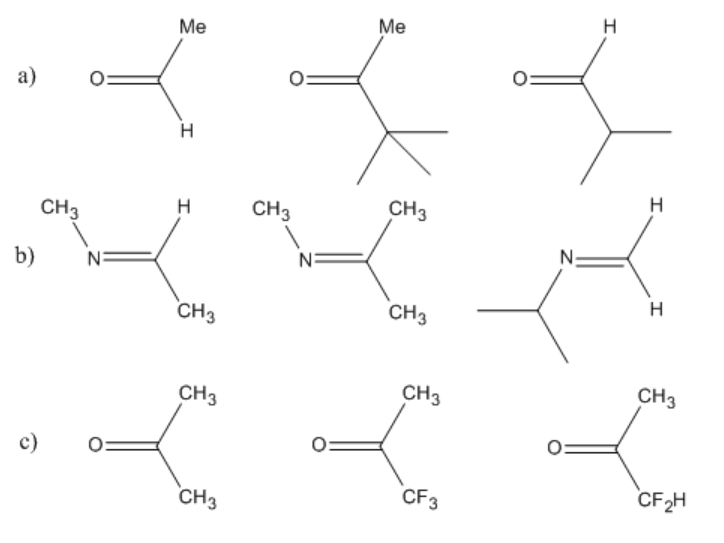 Me Me H
a) O O O
H
CH3 H CH3 CH3 H
b) N N N
CH3 CH3 H
CH3 CH3 CH3
c) O O O
CH3 CF3 CF2H